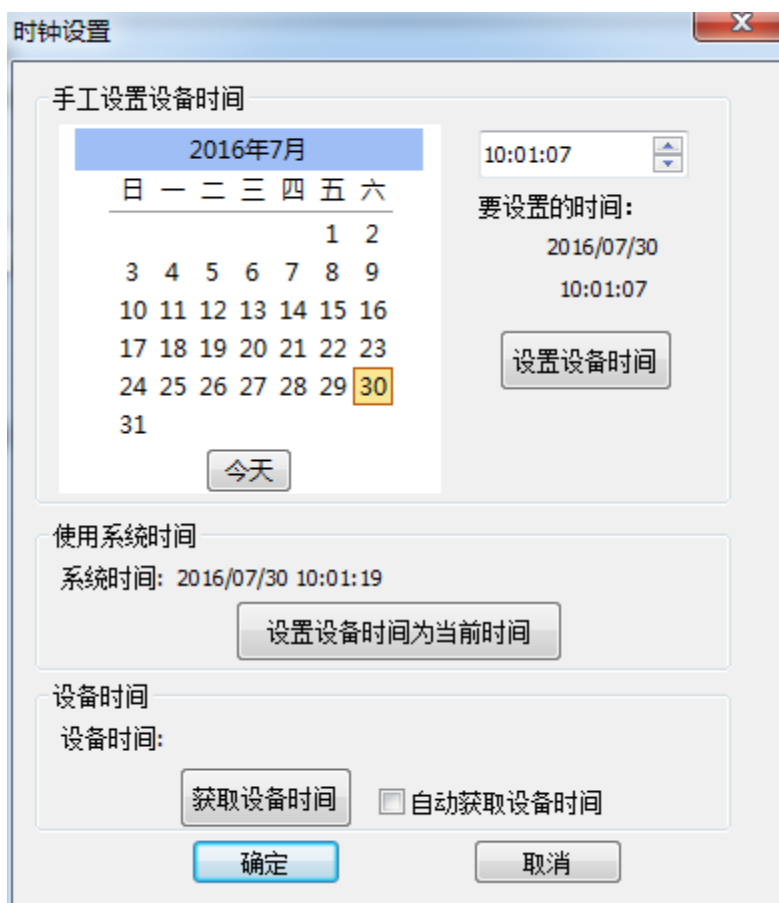 时钟设置
手工设置设备时间
2016年7月
日 一 二 三 四 五 六
1 2
3 4 5 6 7 8 9
10 11 12 13 14 15 16
17 18 19 20 21 22 23
24 25 26 27 28 29 30
31
今天
10:01:07
要设置的时间:
2016/07/30
10:01:07
设置设备时间
使用系统时间
系统时间: 2016/07/30 10:01:19
设置设备时间为当前时间
设备时间
设备时间:
获取设备时间 自动获取设备时间
确定 取消